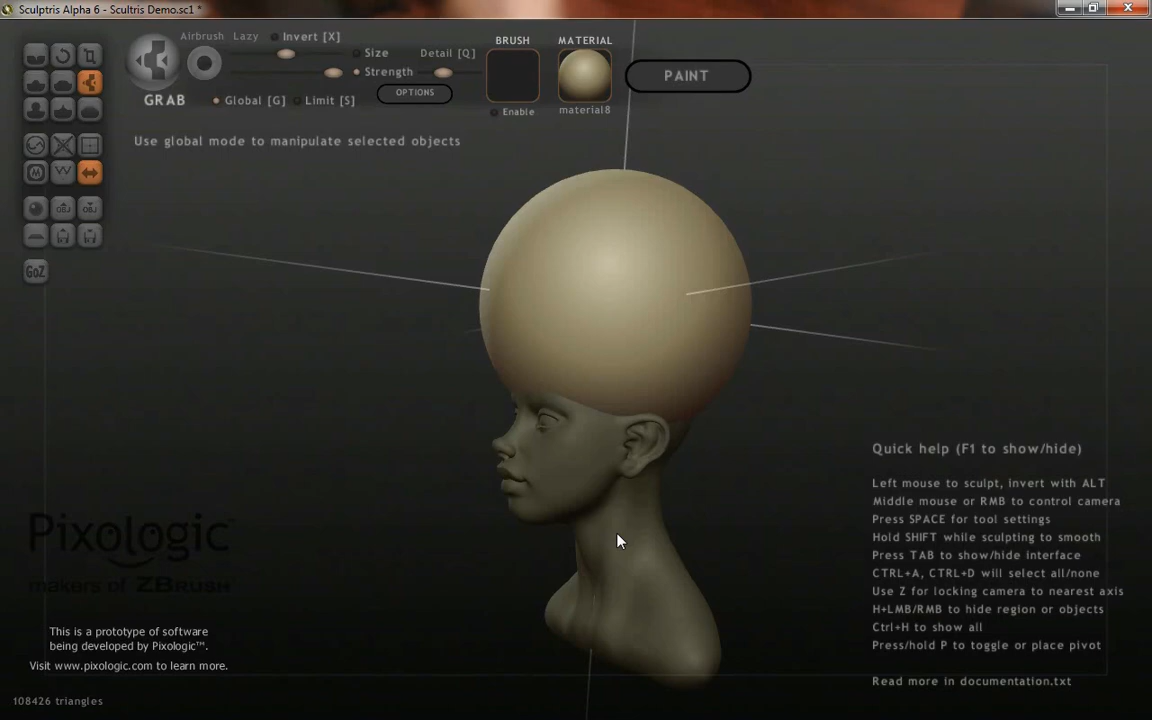 Sculptris Alpha 6 - Scultris Demo.sc1 *
Airbrush Lazy Invert [X]
Size Detail [Q]
Strength
GRAB Global [G] Limit [S] OPTIONS
BRUSH MATERIAL
Enable material8
PAINT
Use global mode to manipulate selected objects
M
OBJ OBJ
GoZ
Quick help (F1 to show/hide)
Left mouse to sculpt, invert with ALT
Middle mouse or RMB to control camera
Press SPACE for tool settings
Hold SHIFT while sculpting to smooth
Press TAB to show/hide interface
CTRL+A, CTRL+D will select all/none
Use Z for locking camera to nearest axis
H+LMB/RMB to hide region or objects
Ctrl+H to show all
Press/hold P to toggle or place pivot
Read more in documentation.txt
Pixologic™
makers of ZBRUSH
This is a prototype of software
being developed by Pixologic™.
Visit www.pixologic.com to learn more.
108426 triangles